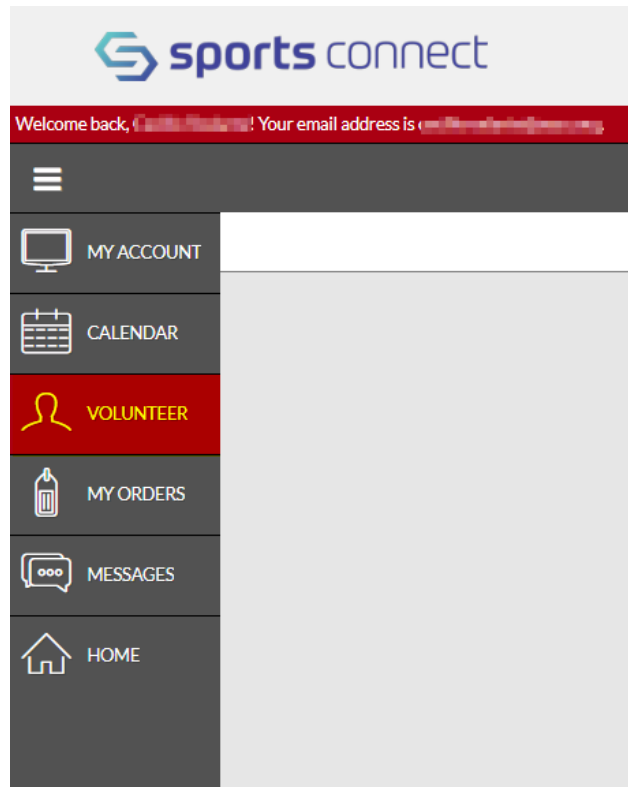 sports connect
Welcome back, ! Your email address is
MY ACCOUNT
CALENDAR
VOLUNTEER
MY ORDERS
MESSAGES
HOME